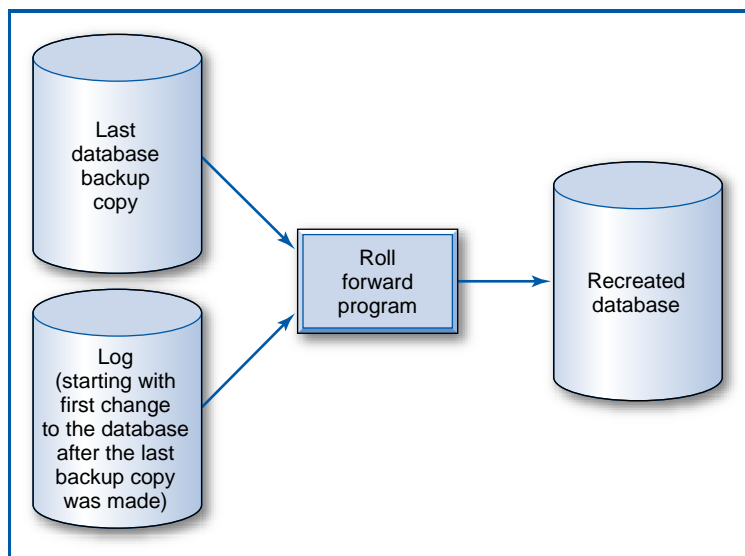 Last
database
backup
copy
Log
(starting with
first change
to the database
after the last
backup copy
was made)
Roll
forward
program
Recreated
database